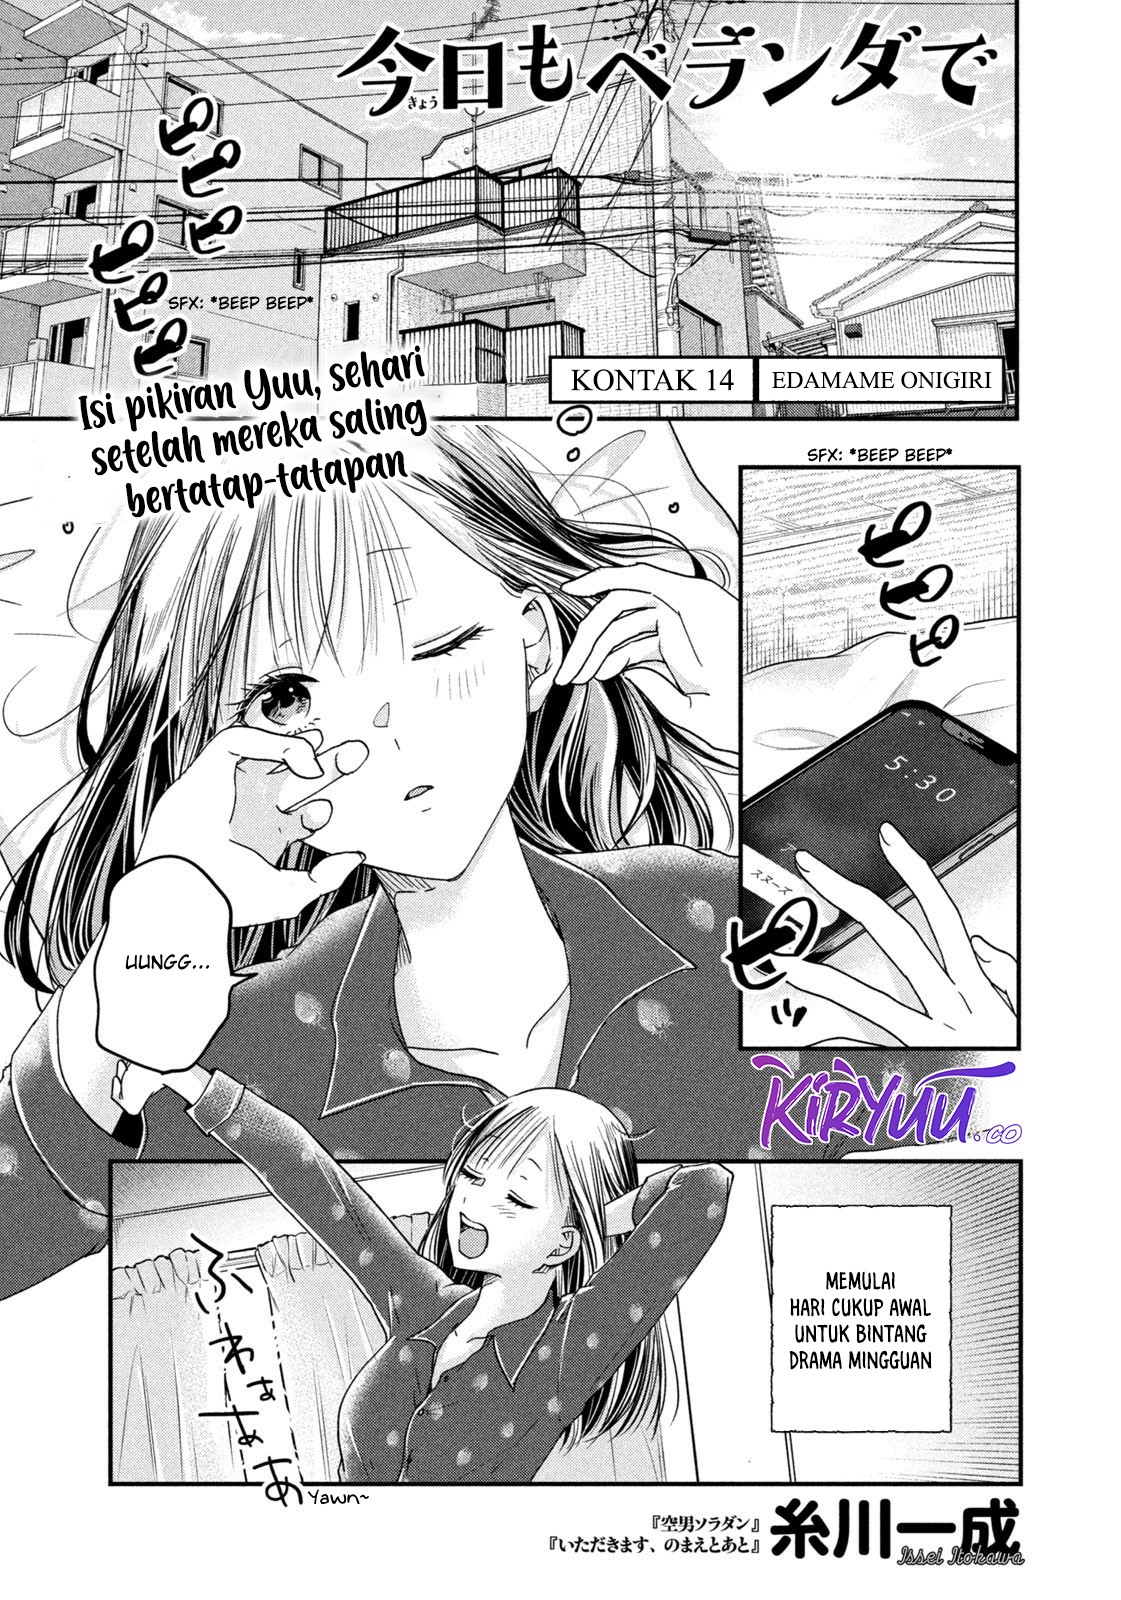 今日もベランダで
きょう
ピピピ
ピピピ
SFX: *BEEP BEEP*
KONTAK 14
EDAMAME ONIGIRI
Isi pikiran Yuu, sehari
setelah mereka saling
bertatap-tatapan
SFX: *BEEP BEEP*
ピピピ
5:30
スヌーズ
ピッ
UUNGG...
KIRYUU.CO
ふわぁぁあ
Yawn~
MEMULAI
HARI CUKUP AWAL
UNTUK BINTANG
DRAMA MINGGUAN
『空男ソラダン』
『いただきます、のまえとあと』
糸川一成
Issei Itokawa